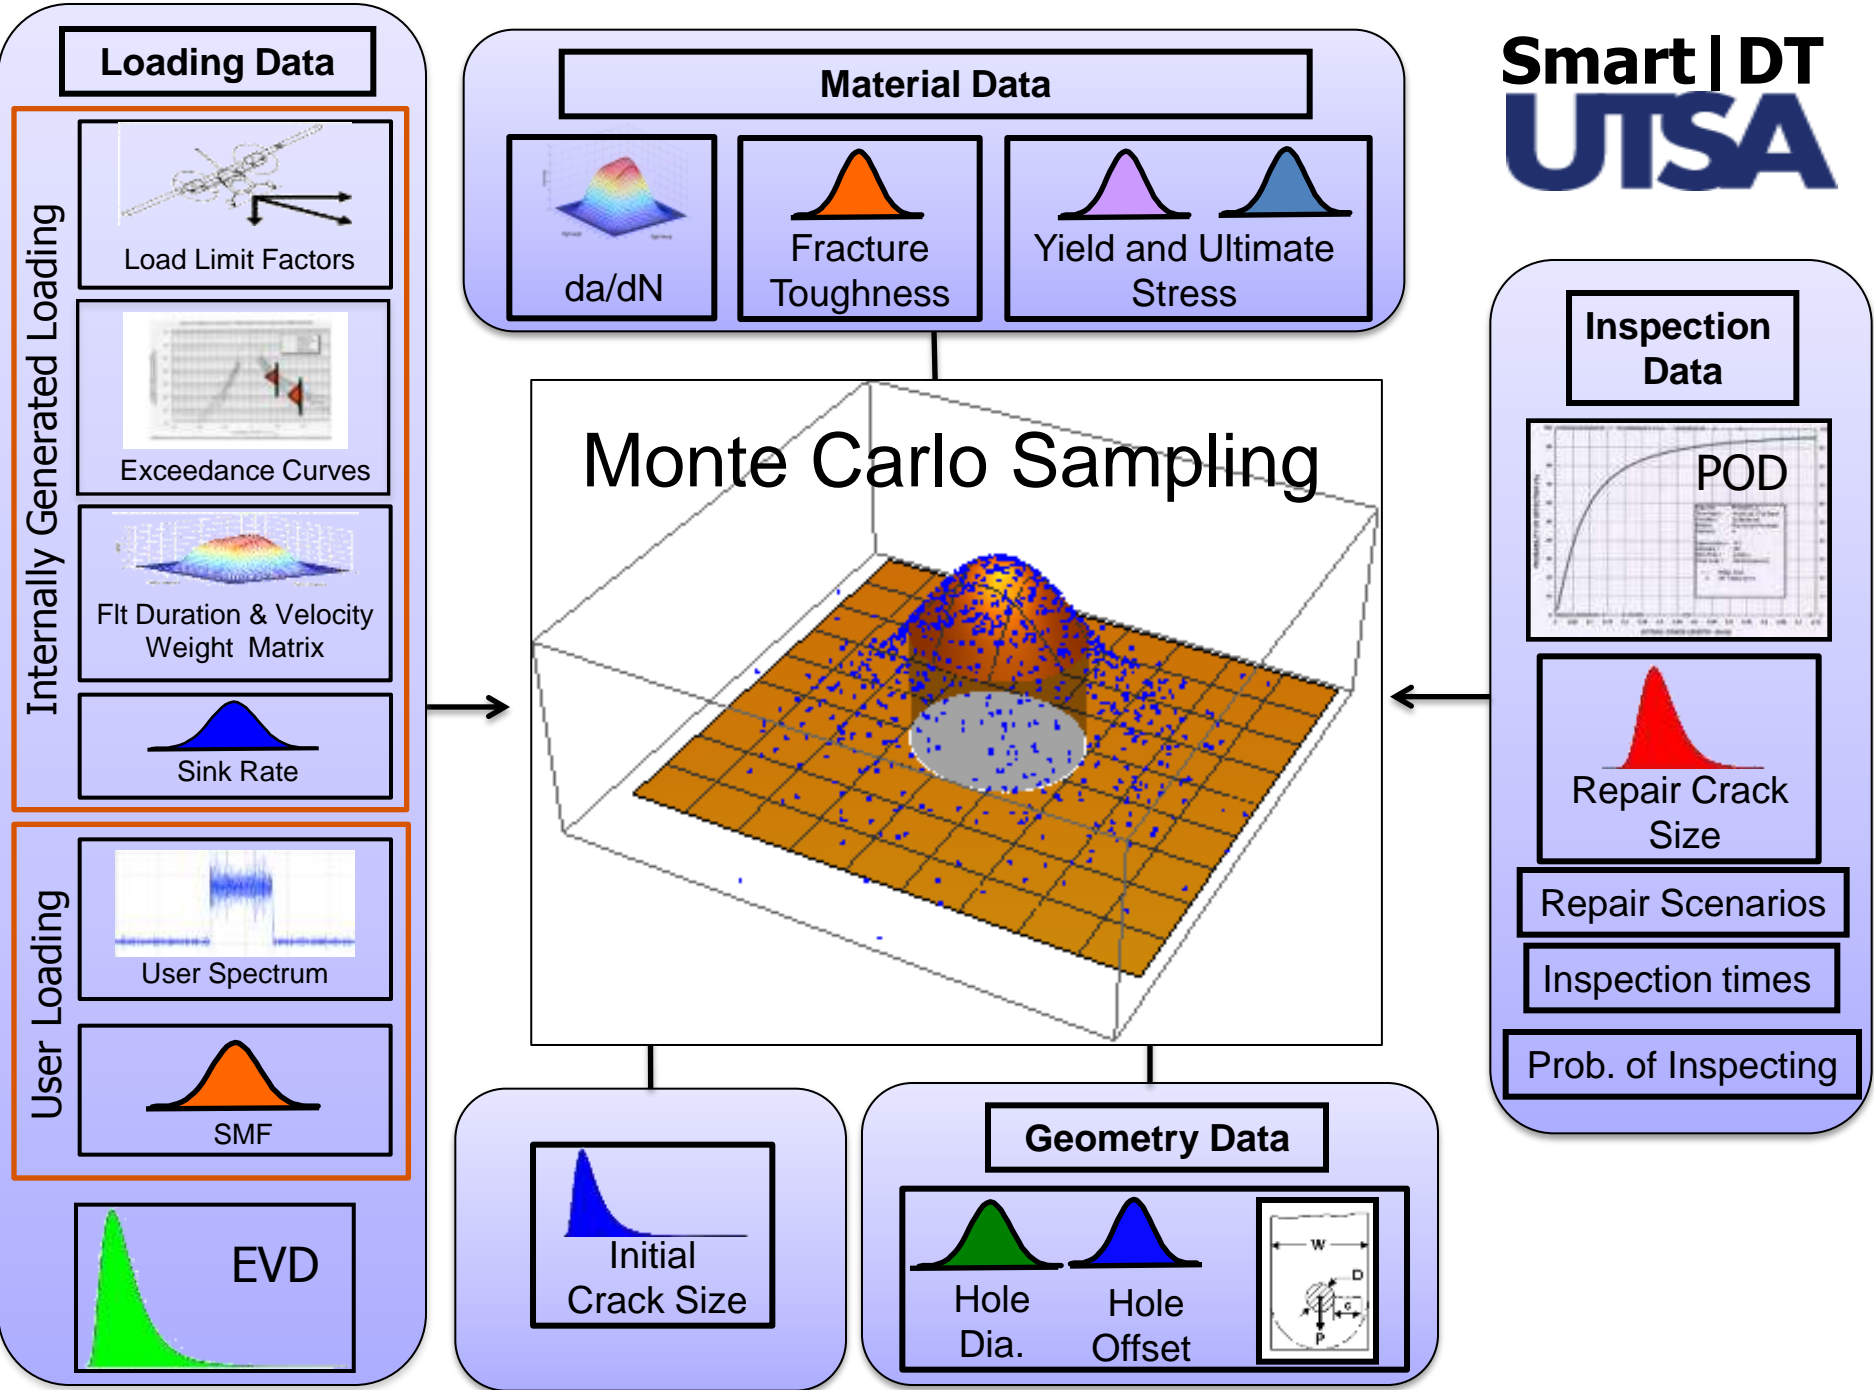 Loading Data
Internally Generated Loading
Load Limit Factors
Exceedance Curves
Flt Duration & Velocity
Weight Matrix
Sink Rate
User Loading
User Spectrum
SMF
EVD
Material Data
da/dN
Fracture
Toughness
Yield and Ultimate
Stress
Monte Carlo Sampling
Initial
Crack Size
Geometry Data
Hole
Dia.
Hole
Offset
W
D
c
P
Smart|DT
UTSA
Inspection
Data
POD
Repair Crack
Size
Repair Scenarios
Inspection times
Prob. of Inspecting